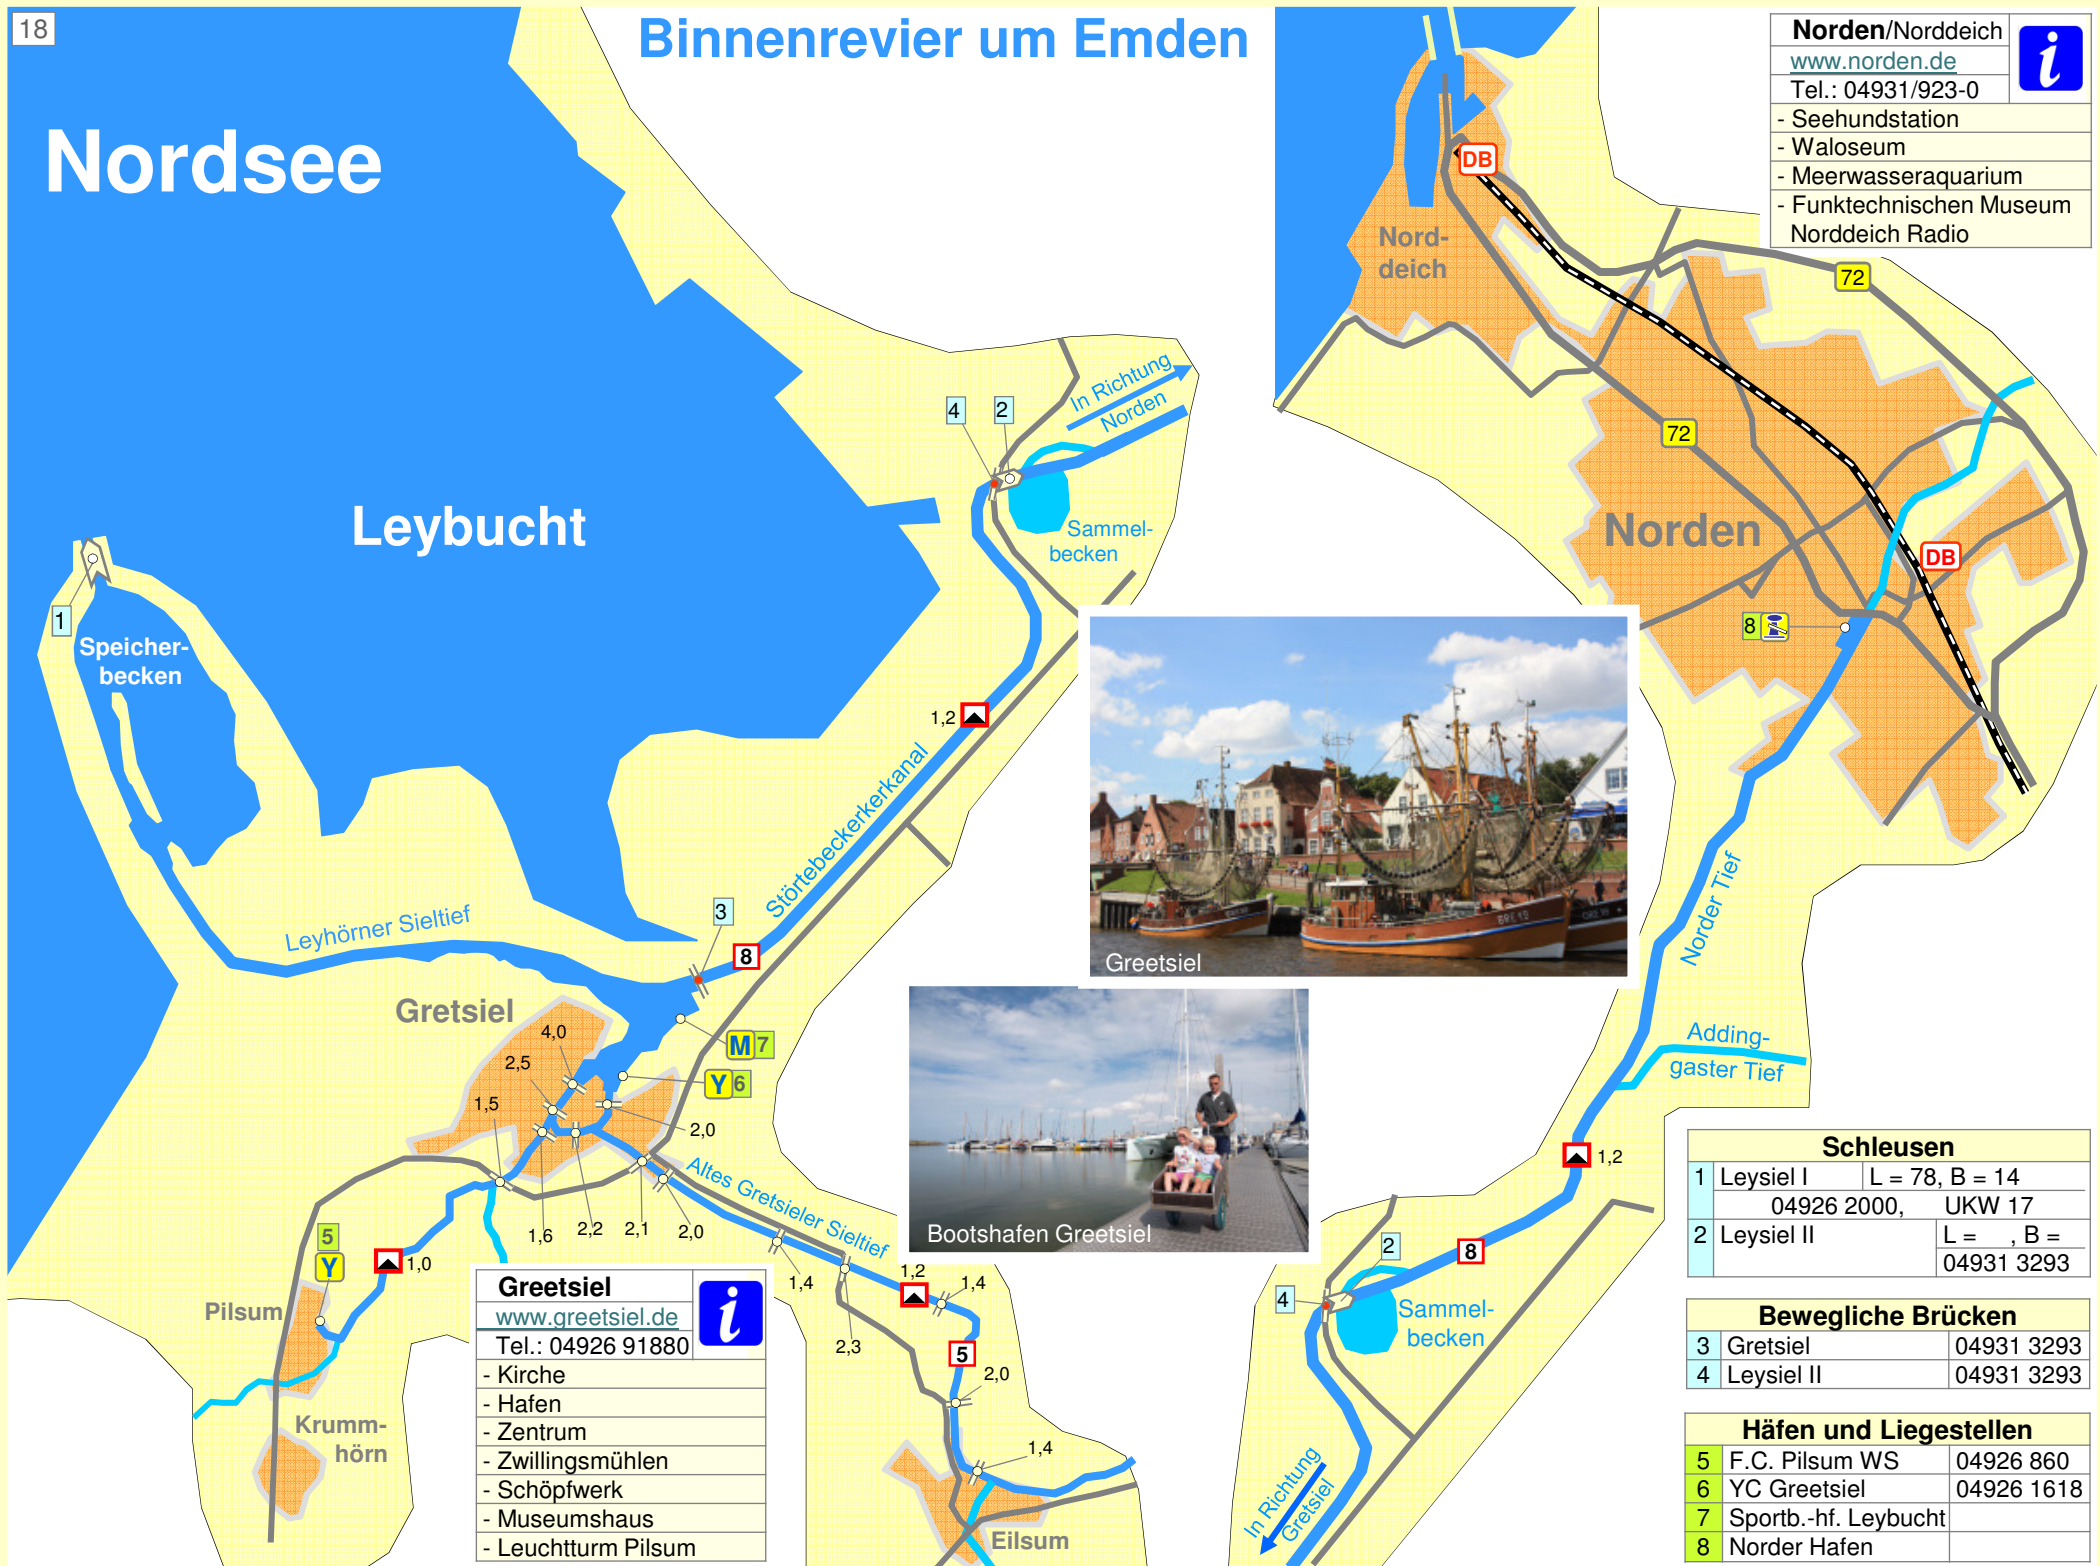 18
Binnenrevier um Emden
Nordsee
Leybucht
Speicher-
becken
1
Leyhörner Sieltief
Störtebeckerkerkanal
4
2
In Richtung
Norden
Sammel-
becken
1,2
3
8
Gretsiel
4,0
2,5
1,5
M 7
Y 6
2,0
1,6
2,2
2,1
2,0
Altes Gretsieler Sieltief
1,4
1,2
1,4
2,3
5
2,0
1,4
Eilsum
5
Y
1,0
Pilsum
Krumm-
hörn
Greetsiel
www.greetsiel.de
Tel.: 04926 91880
i
- Kirche
- Hafen
- Zentrum
- Zwillingsmühlen
- Schöpfwerk
- Museumshaus
- Leuchtturm Pilsum
Greetsiel
GRE 10
Bootshafen Greetsiel
Norden/Norddeich
www.norden.de
Tel.: 04931/923-0
i
- Seehundstation
- Waloseum
- Meerwasseraquarium
- Funktechnischen Museum
Norddeich Radio
DB
Nord-
deich
72
72
Norden
DB
8
Norder Tief
Adding-
gaster Tief
1,2
8
2
4
Sammel-
becken
In Richtung
Gretsiel
Schleusen
1 Leysiel I L = 78, B = 14
04926 2000, UKW 17
2 Leysiel II L = , B =
04931 3293
Bewegliche Brücken
3 Gretsiel 04931 3293
4 Leysiel II 04931 3293
Häfen und Liegestellen
5 F.C. Pilsum WS 04926 860
6 YC Greetsiel 04926 1618
7 Sportb.-hf. Leybucht
8 Norder Hafen